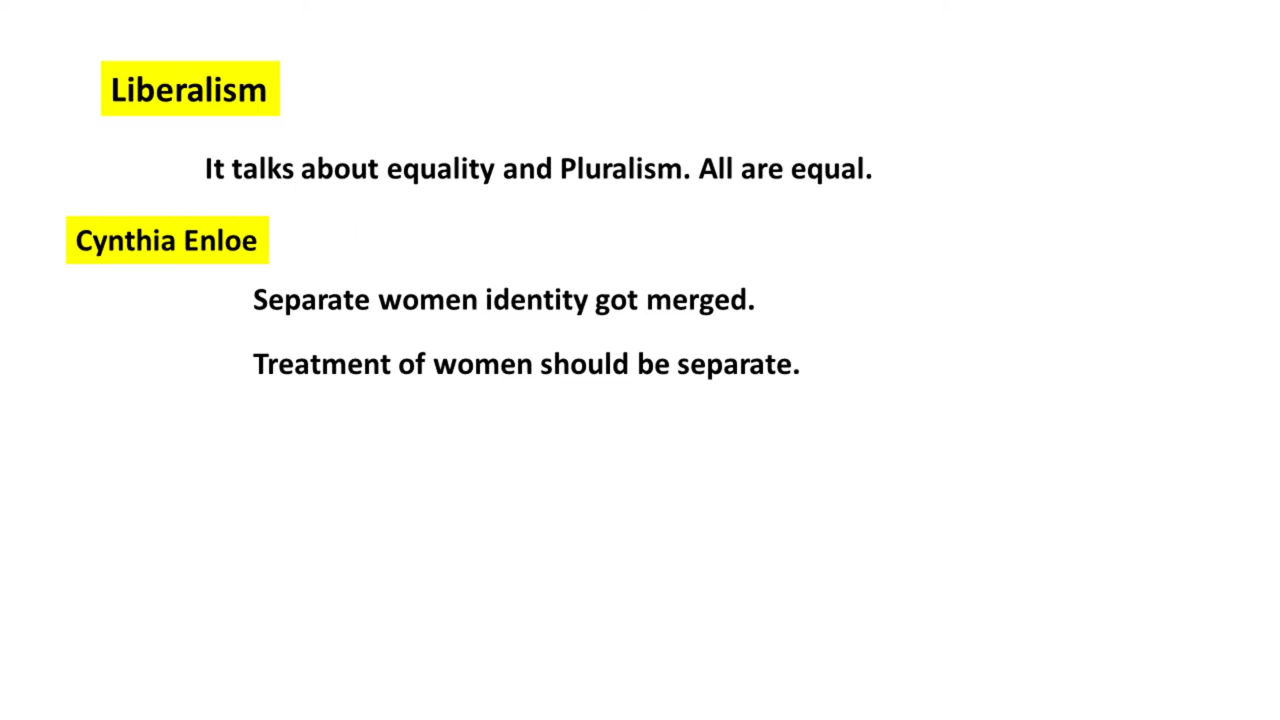 Liberalism
It talks about equality and Pluralism. All are equal.
Cynthia Enloe
Separate women identity got merged.
Treatment of women should be separate.